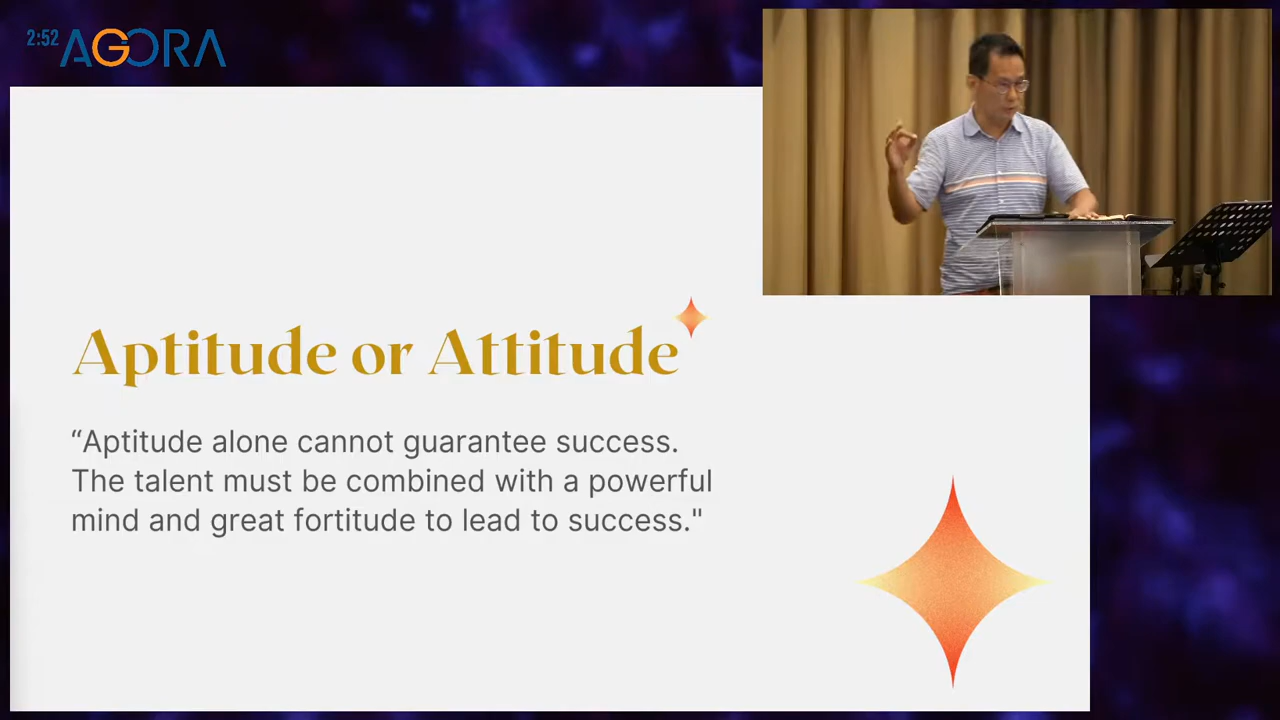 2:52 AGORA
Aptitude or Attitude
“Aptitude alone cannot guarantee success.
The talent must be combined with a powerful
mind and great fortitude to lead to success."